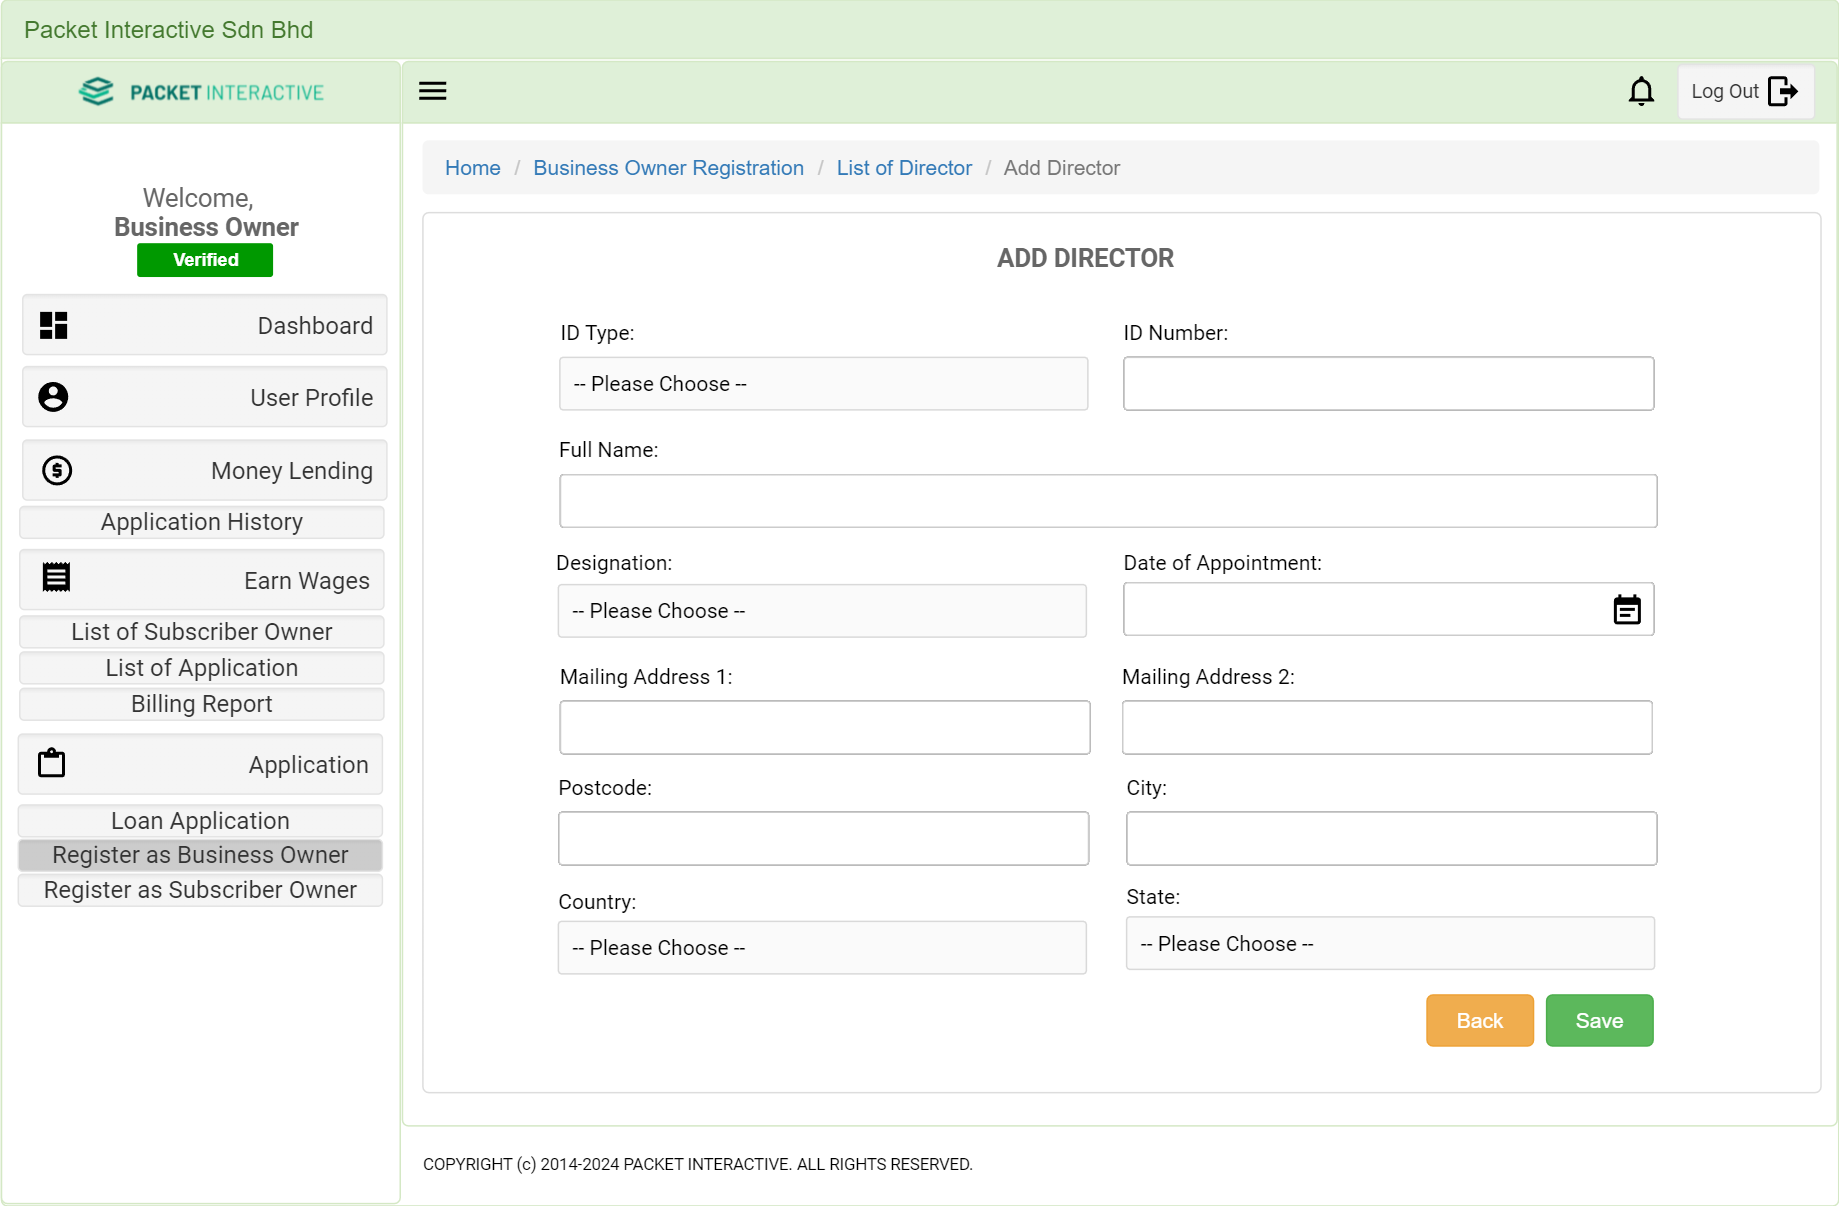 Packet Interactive Sdn Bhd
PACKET INTERACTIVE
Log Out
Home / Business Owner Registration / List of Director / Add Director
Welcome,
Business Owner
Verified
Dashboard
User Profile
Money Lending
Application History
Earn Wages
List of Subscriber Owner
List of Application
Billing Report
Application
Loan Application
Register as Business Owner
Register as Subscriber Owner
ADD DIRECTOR
ID Type:
-- Please Choose --
ID Number:
Full Name:
Designation:
-- Please Choose --
Date of Appointment:
Mailing Address 1:
Mailing Address 2:
Postcode:
City:
Country:
-- Please Choose --
State:
-- Please Choose --
Back
Save
COPYRIGHT (c) 2014-2024 PACKET INTERACTIVE. ALL RIGHTS RESERVED.